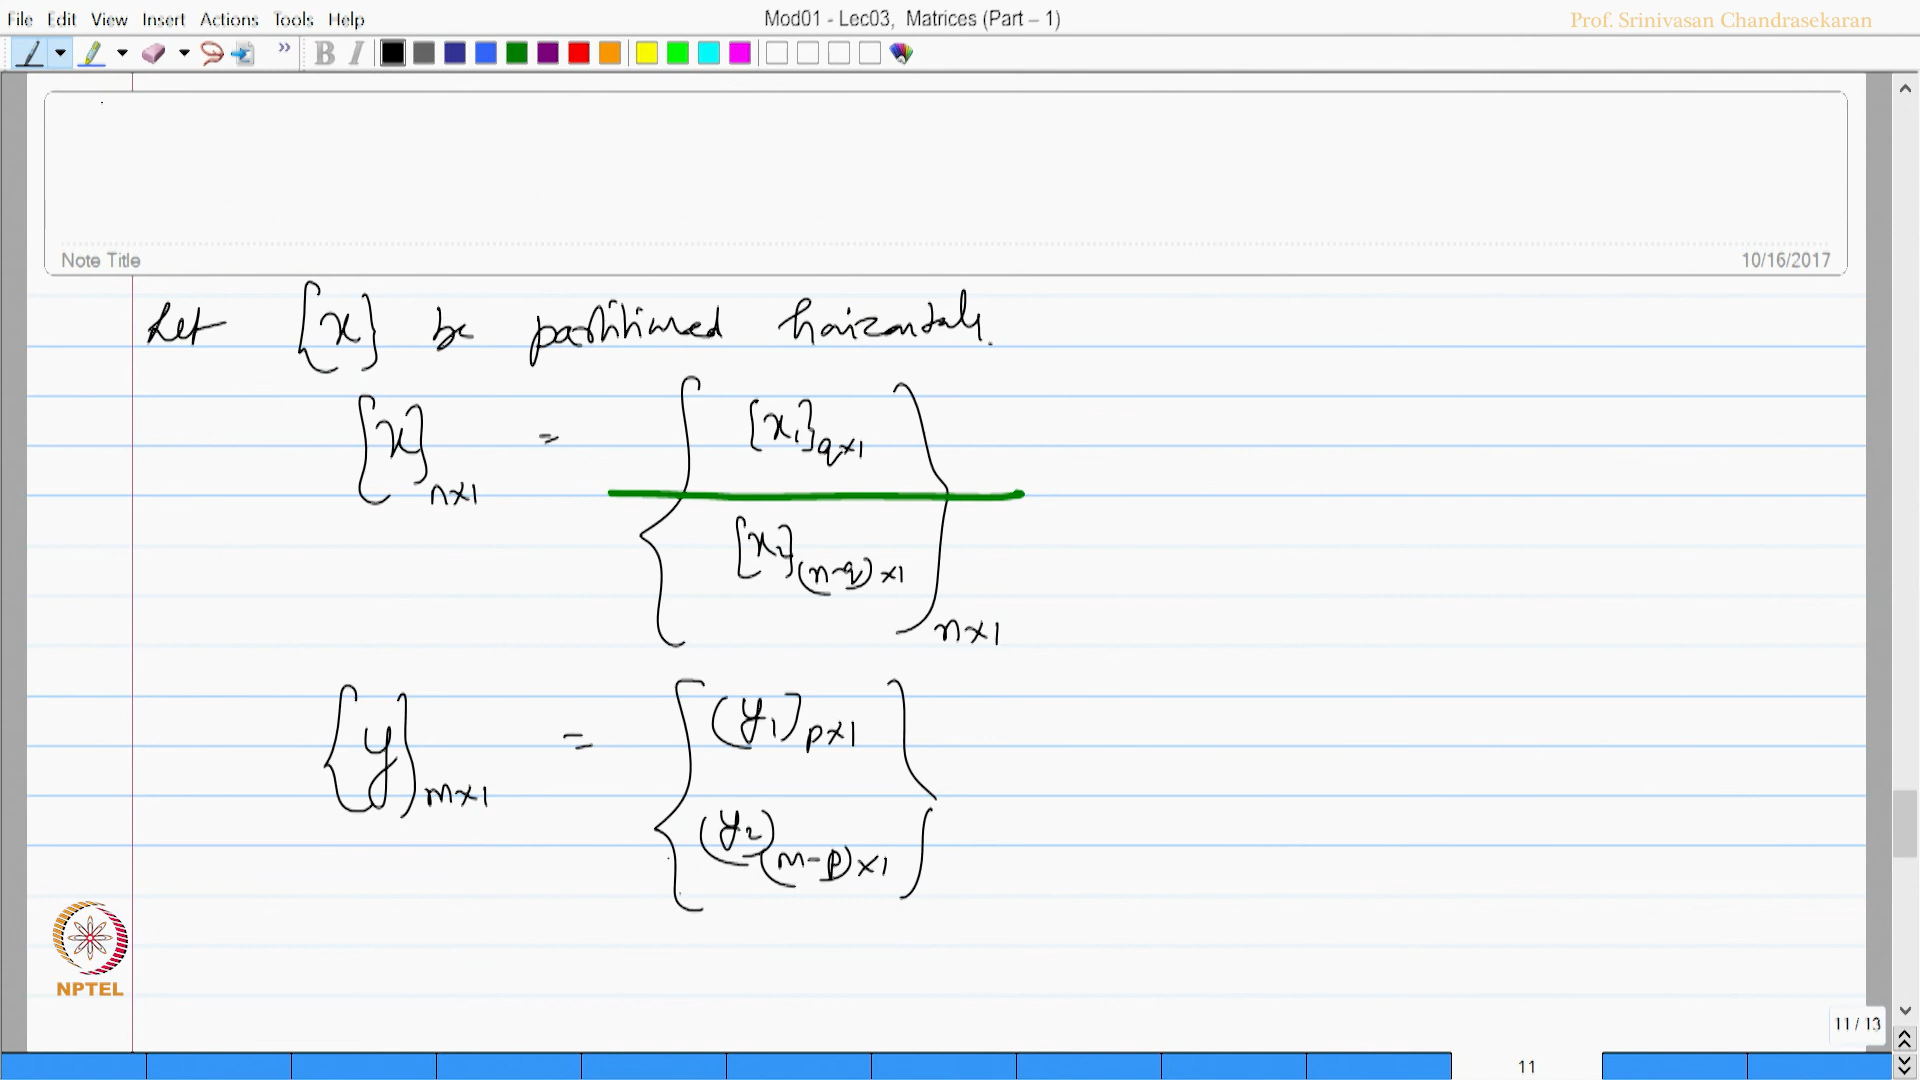 File Edit View Insert Actions Tools Help
Mod01 - Lec03, Matrices (Part – 1)
Prof. Srinivasan Chandrasekaran
B I
Note Title
10/16/2017
Let {x} be partitioned horizontally.
{x}n×1 = { {x1}q×1
{x2}(n-q)×1 }n×1
{y}m×1 = { (y1)p×1
(y2)(m-p)×1 }
NPTEL
11 / 13
11